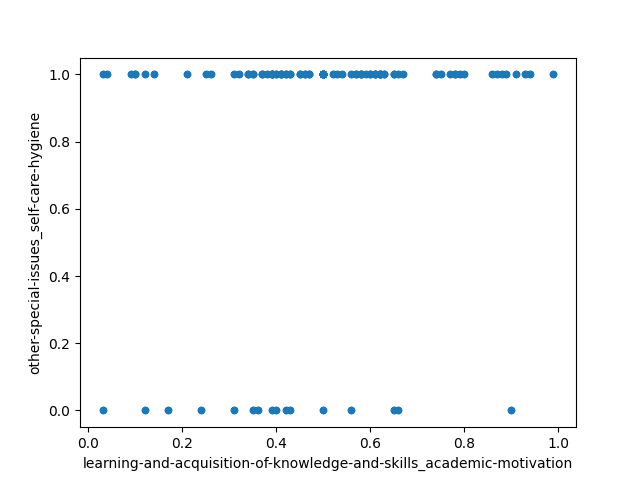 1.0
0.8
0.6
0.4
0.2
0.0
other-special-issues_self-care-hygiene
0.0 0.2 0.4 0.6 0.8 1.0
learning-and-acquisition-of-knowledge-and-skills_academic-motivation